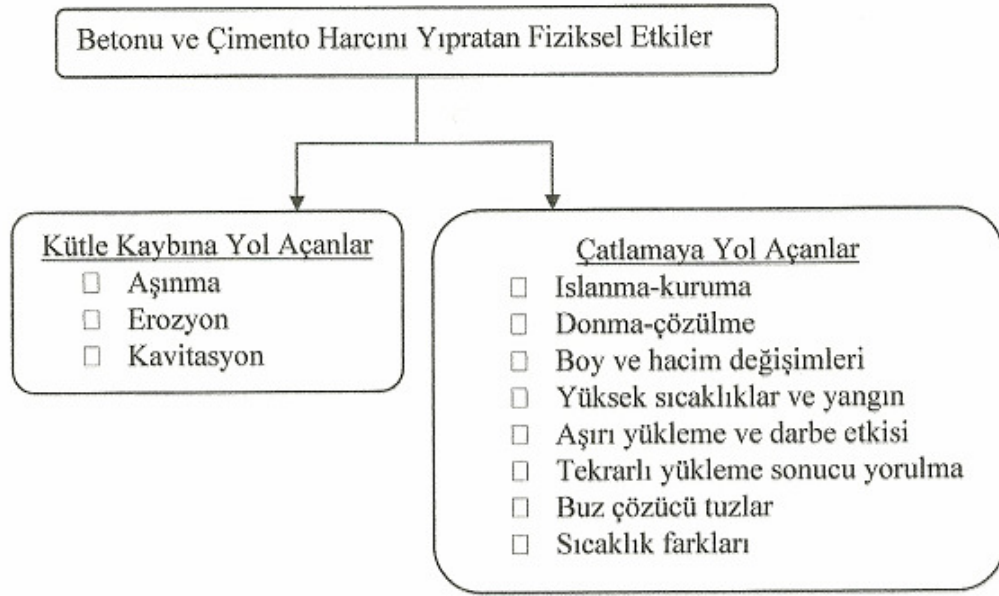 Betonu ve Çimento Harcını Yıpratan Fiziksel Etkiler
Kütle Kaybına Yol Açanlar
Aşınma
Erozyon
Kavitasyon
Çatlamaya Yol Açanlar
Islanma-kuruma
Donma-çözülme
Boy ve hacim değişimleri
Yüksek sıcaklıklar ve yangın
Aşırı yükleme ve darbe etkisi
Tekrarlı yükleme sonucu yorulma
Buz çözücü tuzlar
Sıcaklık farkları